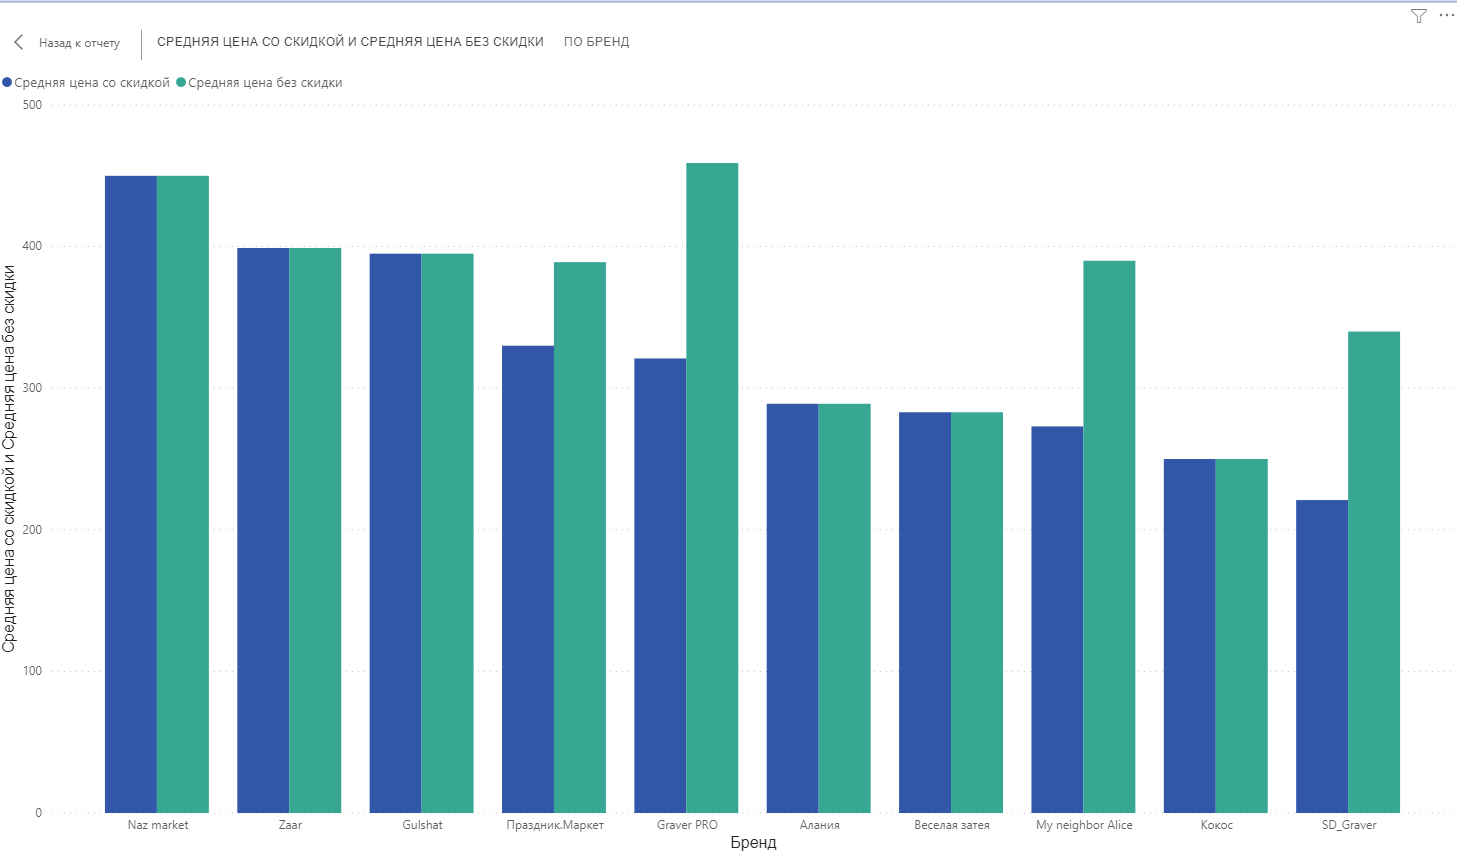 Назад к отчету
СРЕДНЯЯ ЦЕНА СО СКИДКОЙ И СРЕДНЯЯ ЦЕНА БЕЗ СКИДКИ ПО БРЕНД
Средняя цена со скидкой Средняя цена без скидки
500
400
300
200
100
0
Средняя цена со скидкой и Средняя цена без скидки
Naz market Zaar Gulshat Праздник.Маркет Graver PRO Алания Веселая затея My neighbor Alice Кокос SD_Graver
Бренд